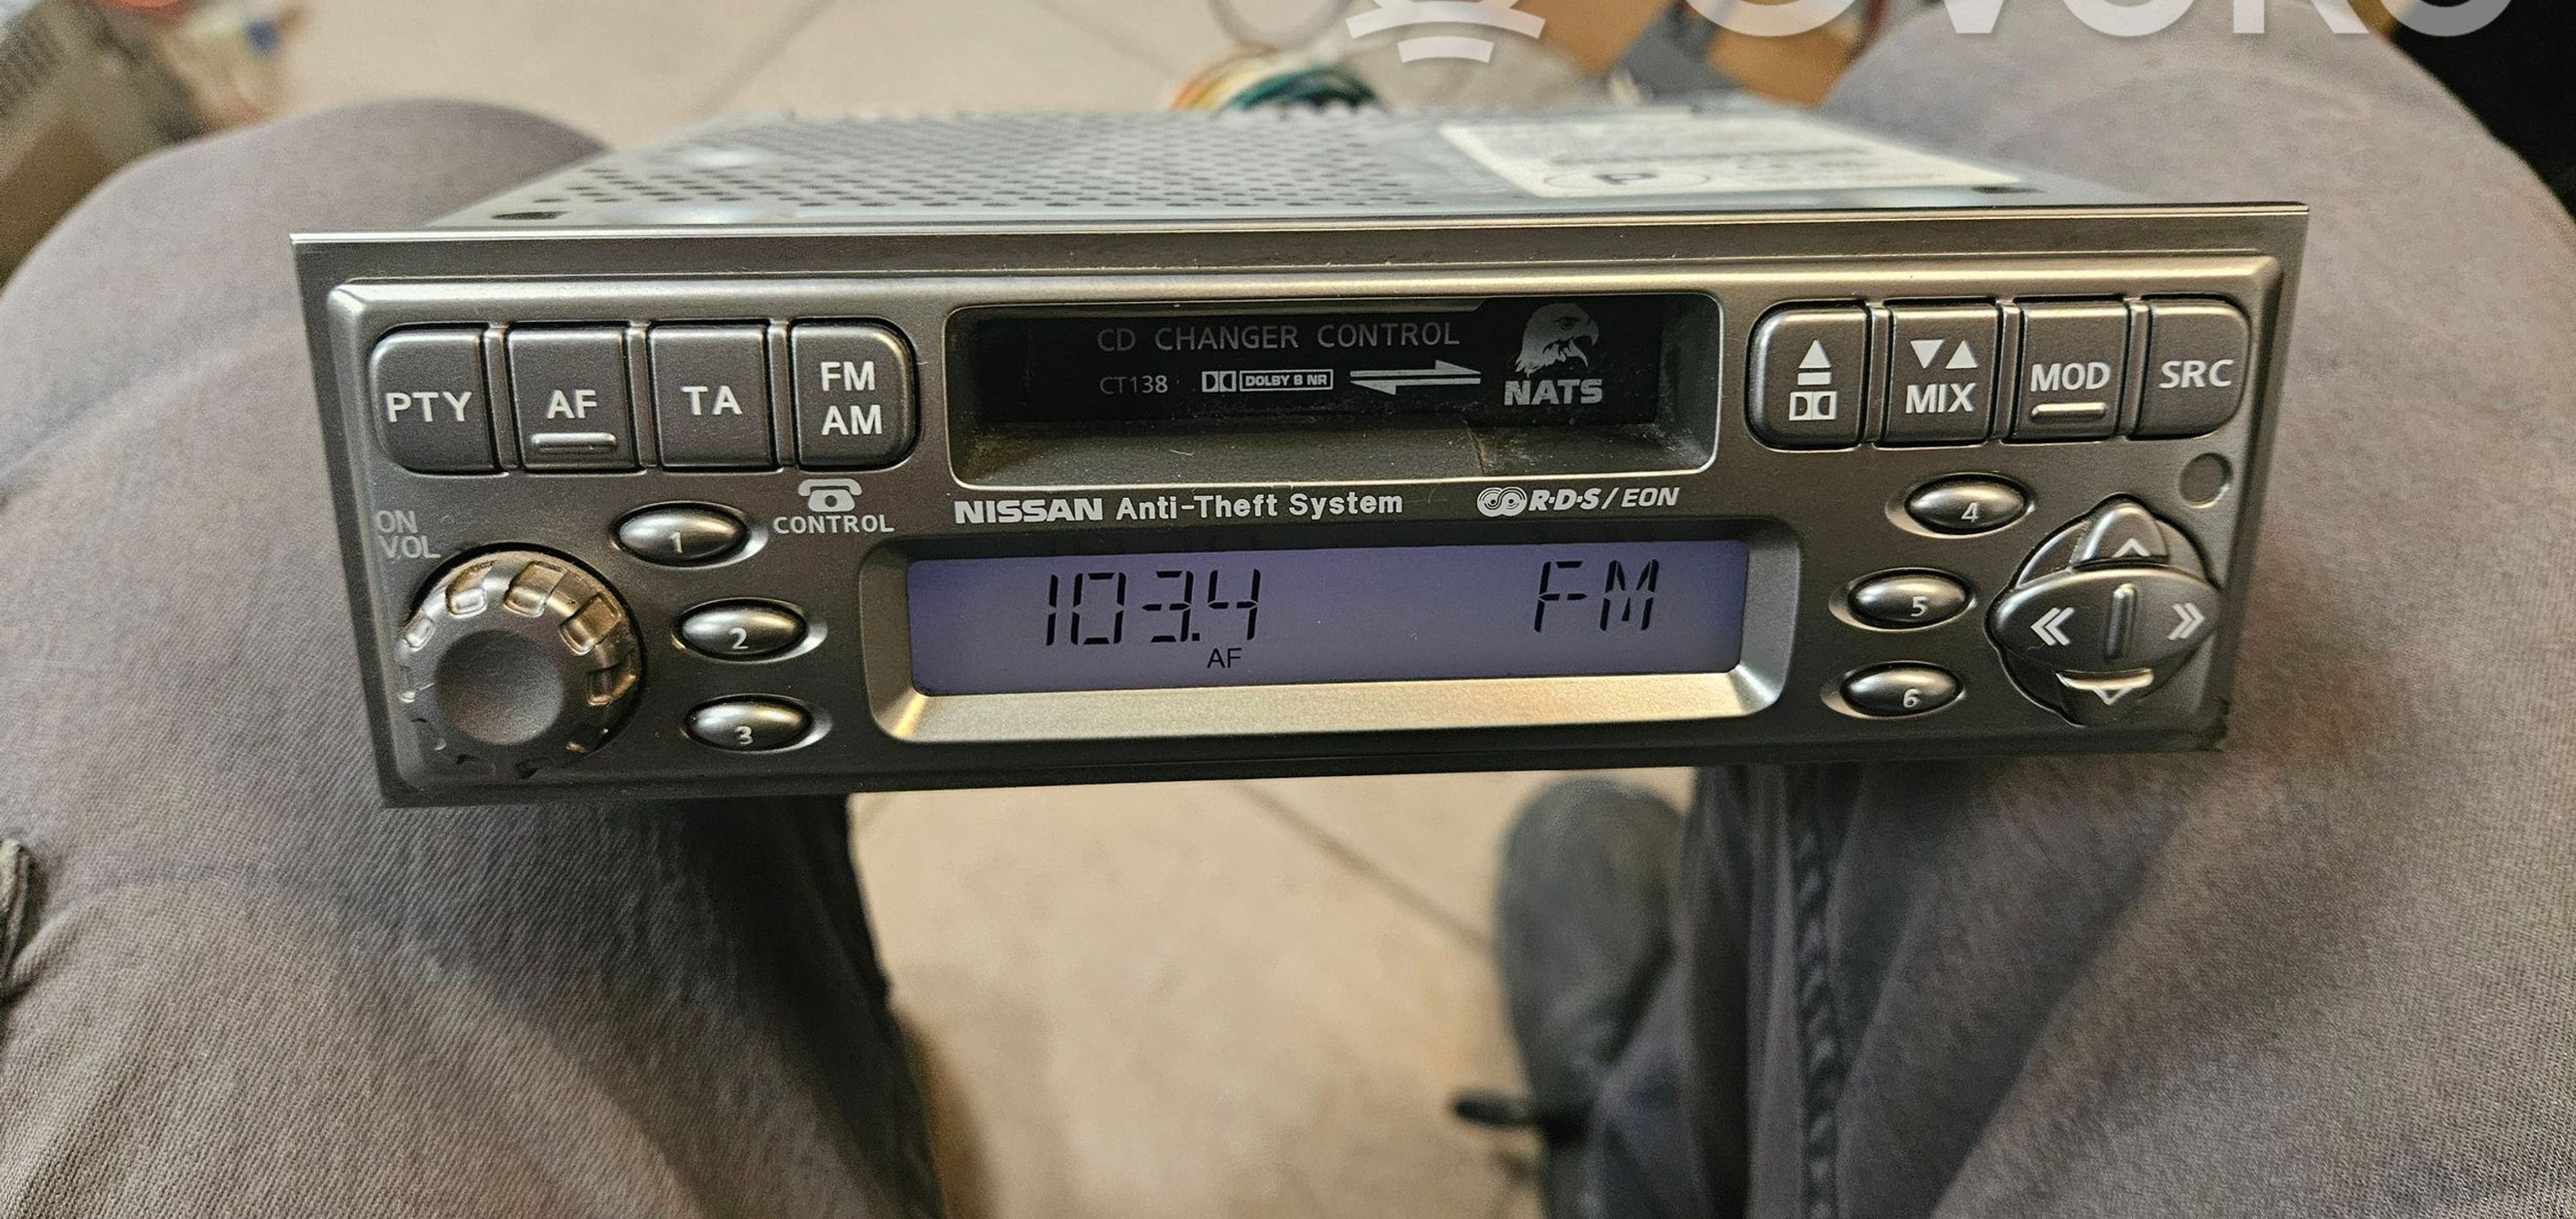 CD CHANGER CONTROL
CT138 DOLBY B NR
NATS
PTY
AF
TA
FM
AM
MIX
MOD
SRC
CONTROL
NISSAN Anti-Theft System
R·D·S/EON
ON
VOL
1
2
3
4
5
6
103.4 FM
AF